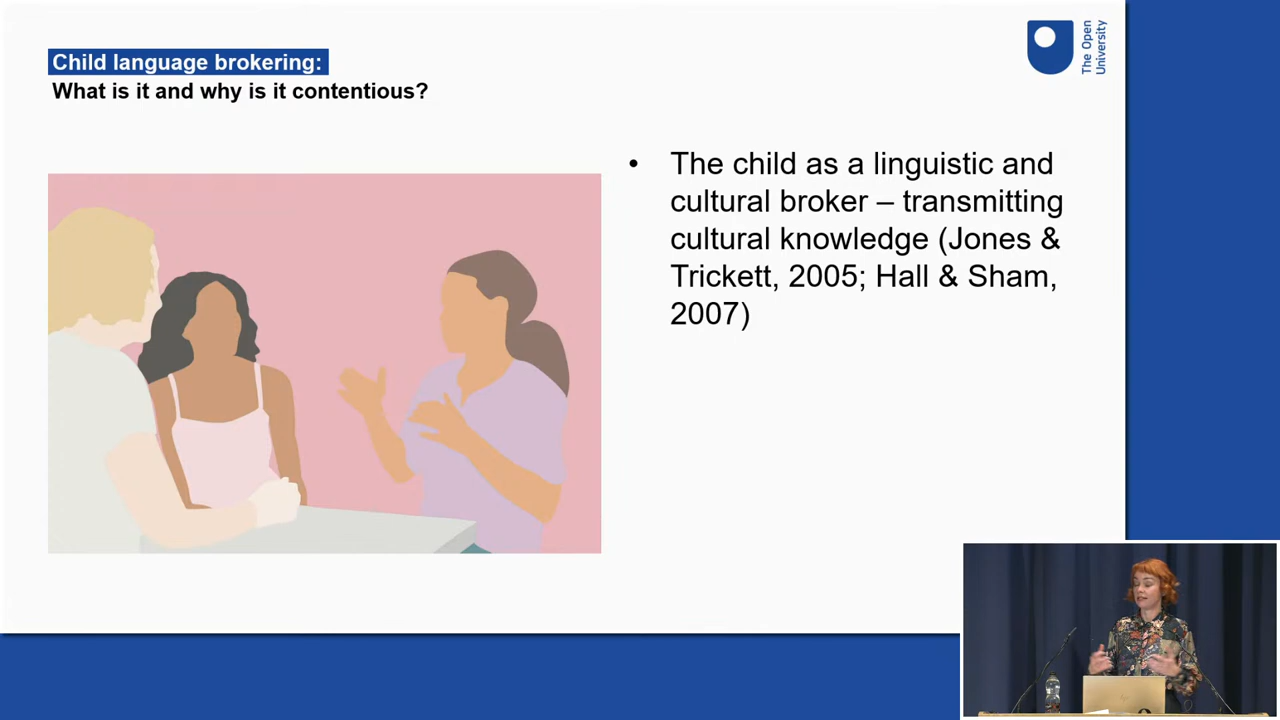 Child language brokering:
What is it and why is it contentious?
The Open
University
• The child as a linguistic and
cultural broker – transmitting
cultural knowledge (Jones &
Trickett, 2005; Hall & Sham,
2007)